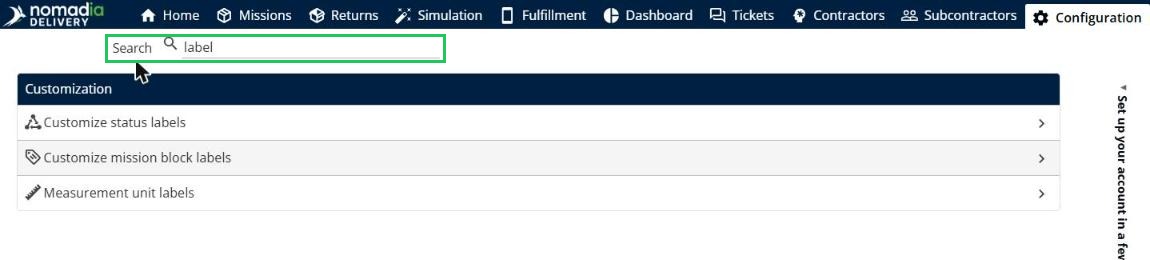 nomadia
DELIVERY
Home Missions Returns Simulation Fulfillment Dashboard Tickets Contractors Subcontractors Configuration
Search label
Customization
Customize status labels
Customize mission block labels
Measurement unit labels
Set up your account in a few